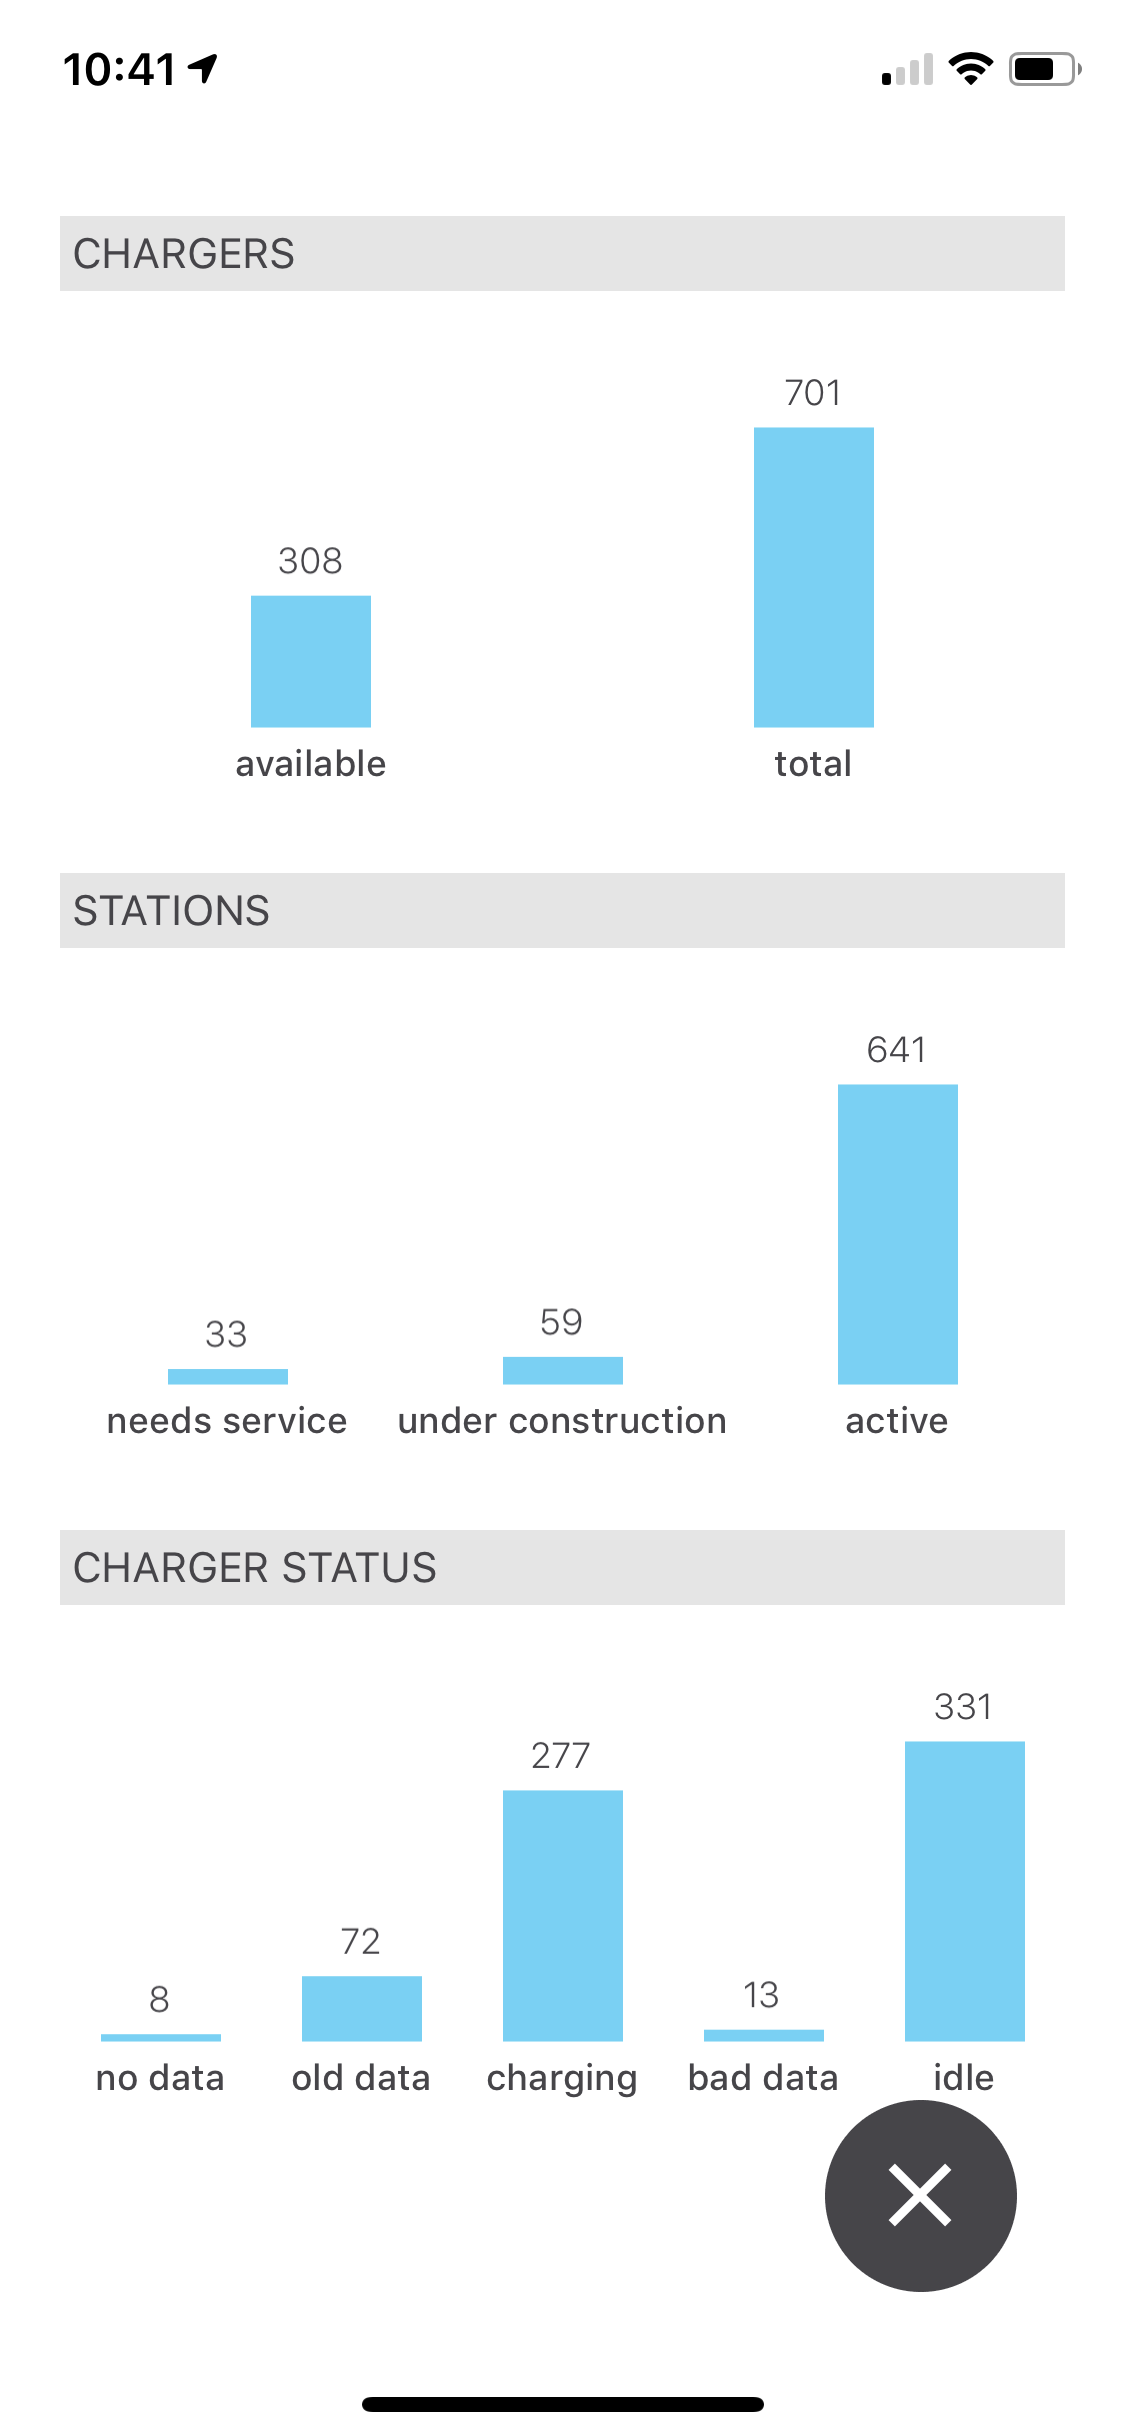 10:41
CHARGERS
701
308
available total
STATIONS
641
33 59
needs service under construction active
CHARGER STATUS
331
277
72
8 13
no data old data charging bad data idle